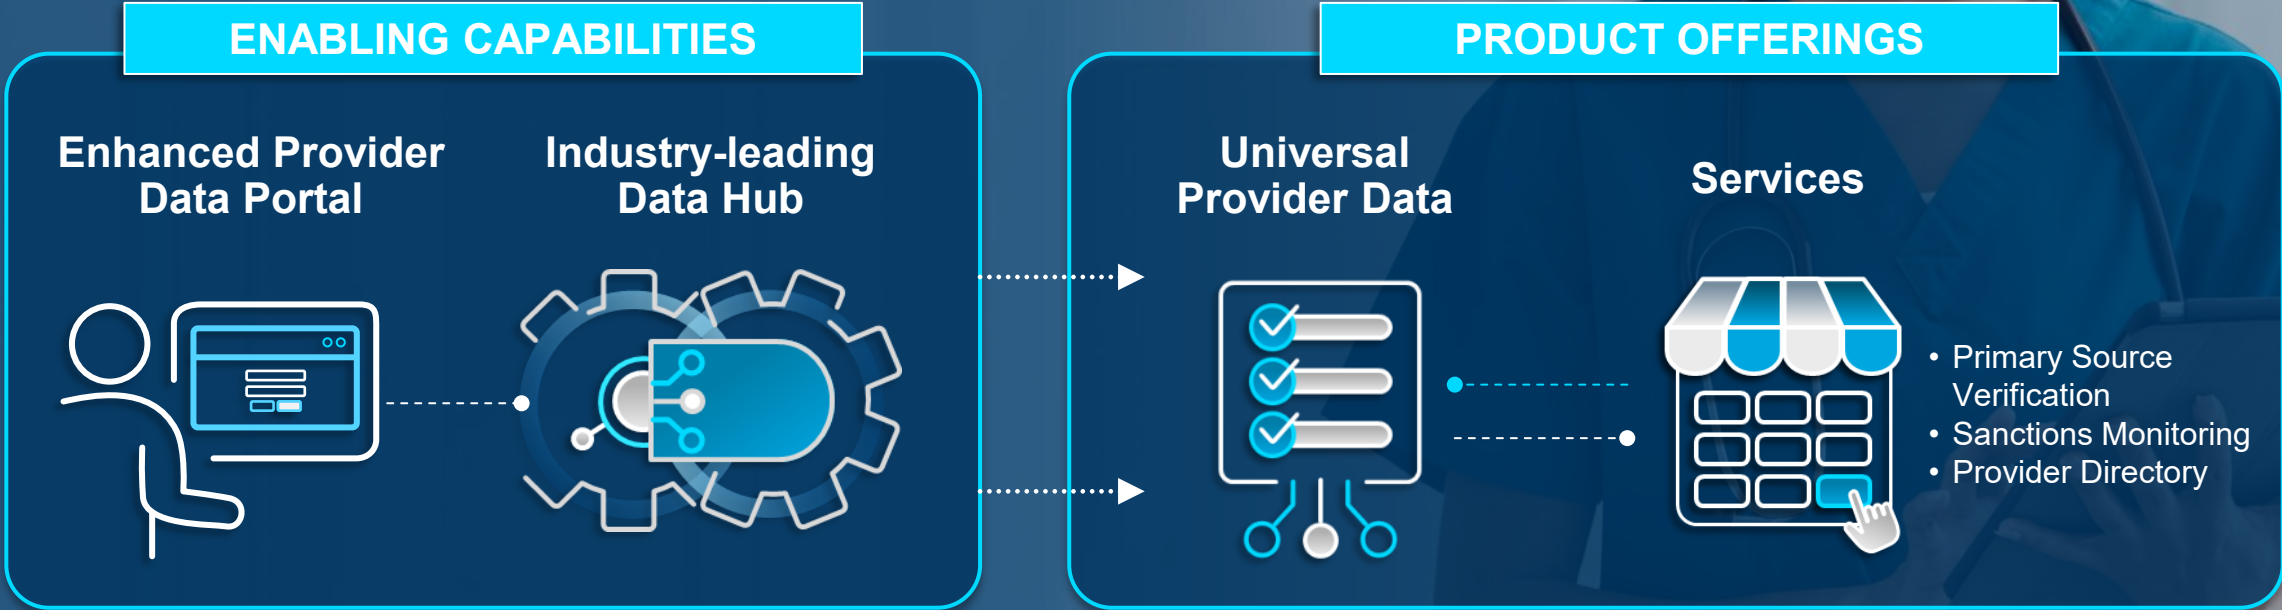 ENABLING CAPABILITIES
Enhanced Provider
Data Portal
Industry-leading
Data Hub
PRODUCT OFFERINGS
Universal
Provider Data
Services
• Primary Source
Verification
• Sanctions Monitoring
• Provider Directory